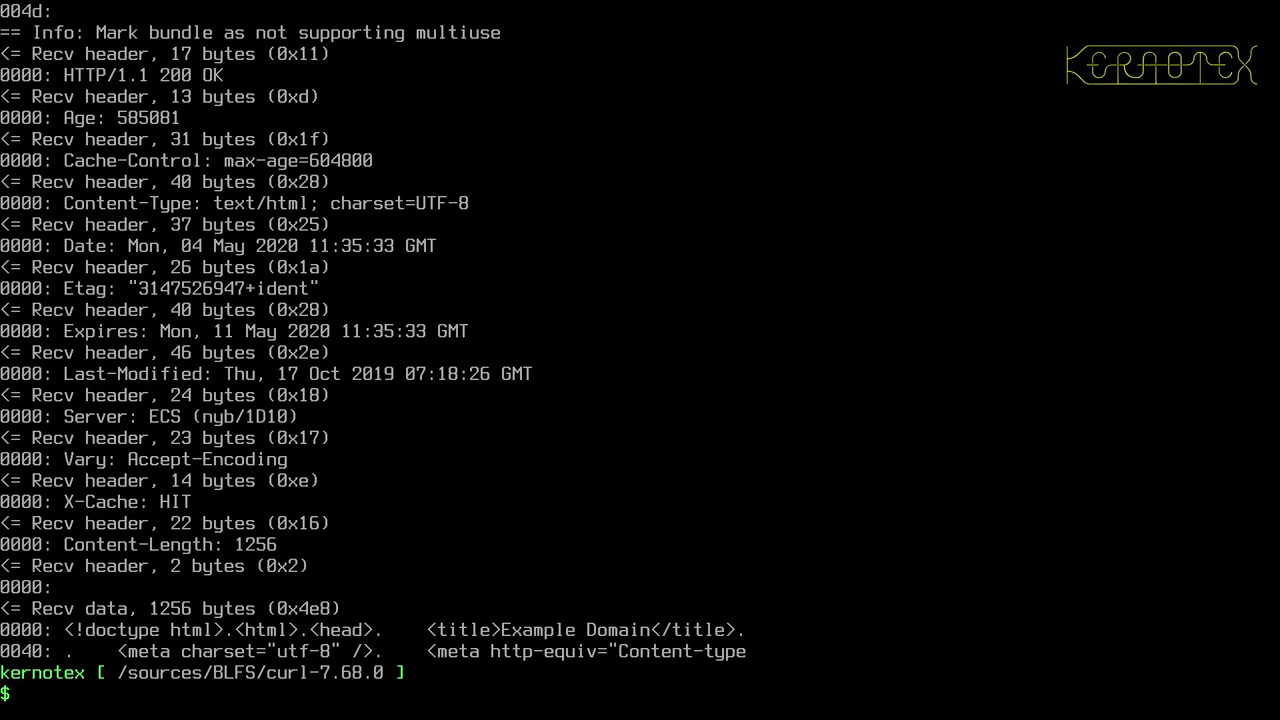 004d:
== Info: Mark bundle as not supporting multiuse
<= Recv header, 17 bytes (0x11)
0000: HTTP/1.1 200 OK
<= Recv header, 13 bytes (0xd)
0000: Age: 585081
<= Recv header, 31 bytes (0x1f)
0000: Cache-Control: max-age=604800
<= Recv header, 40 bytes (0x28)
0000: Content-Type: text/html; charset=UTF-8
<= Recv header, 37 bytes (0x25)
0000: Date: Mon, 04 May 2020 11:35:33 GMT
<= Recv header, 26 bytes (0x1a)
0000: Etag: "3147526947+ident"
<= Recv header, 40 bytes (0x28)
0000: Expires: Mon, 11 May 2020 11:35:33 GMT
<= Recv header, 46 bytes (0x2e)
0000: Last-Modified: Thu, 17 Oct 2019 07:18:26 GMT
<= Recv header, 24 bytes (0x18)
0000: Server: ECS (nyb/1D10)
<= Recv header, 23 bytes (0x17)
0000: Vary: Accept-Encoding
<= Recv header, 14 bytes (0xe)
0000: X-Cache: HIT
<= Recv header, 22 bytes (0x16)
0000: Content-Length: 1256
<= Recv header, 2 bytes (0x2)
0000:
<= Recv data, 1256 bytes (0x4e8)
0000: <!doctype html>.<html>.<head>.    <title>Example Domain</title>.
0040: .    <meta charset="utf-8" />.    <meta http-equiv="Content-type
kernotex [ /sources/BLFS/curl-7.68.0 ]
$
KERNOTEX